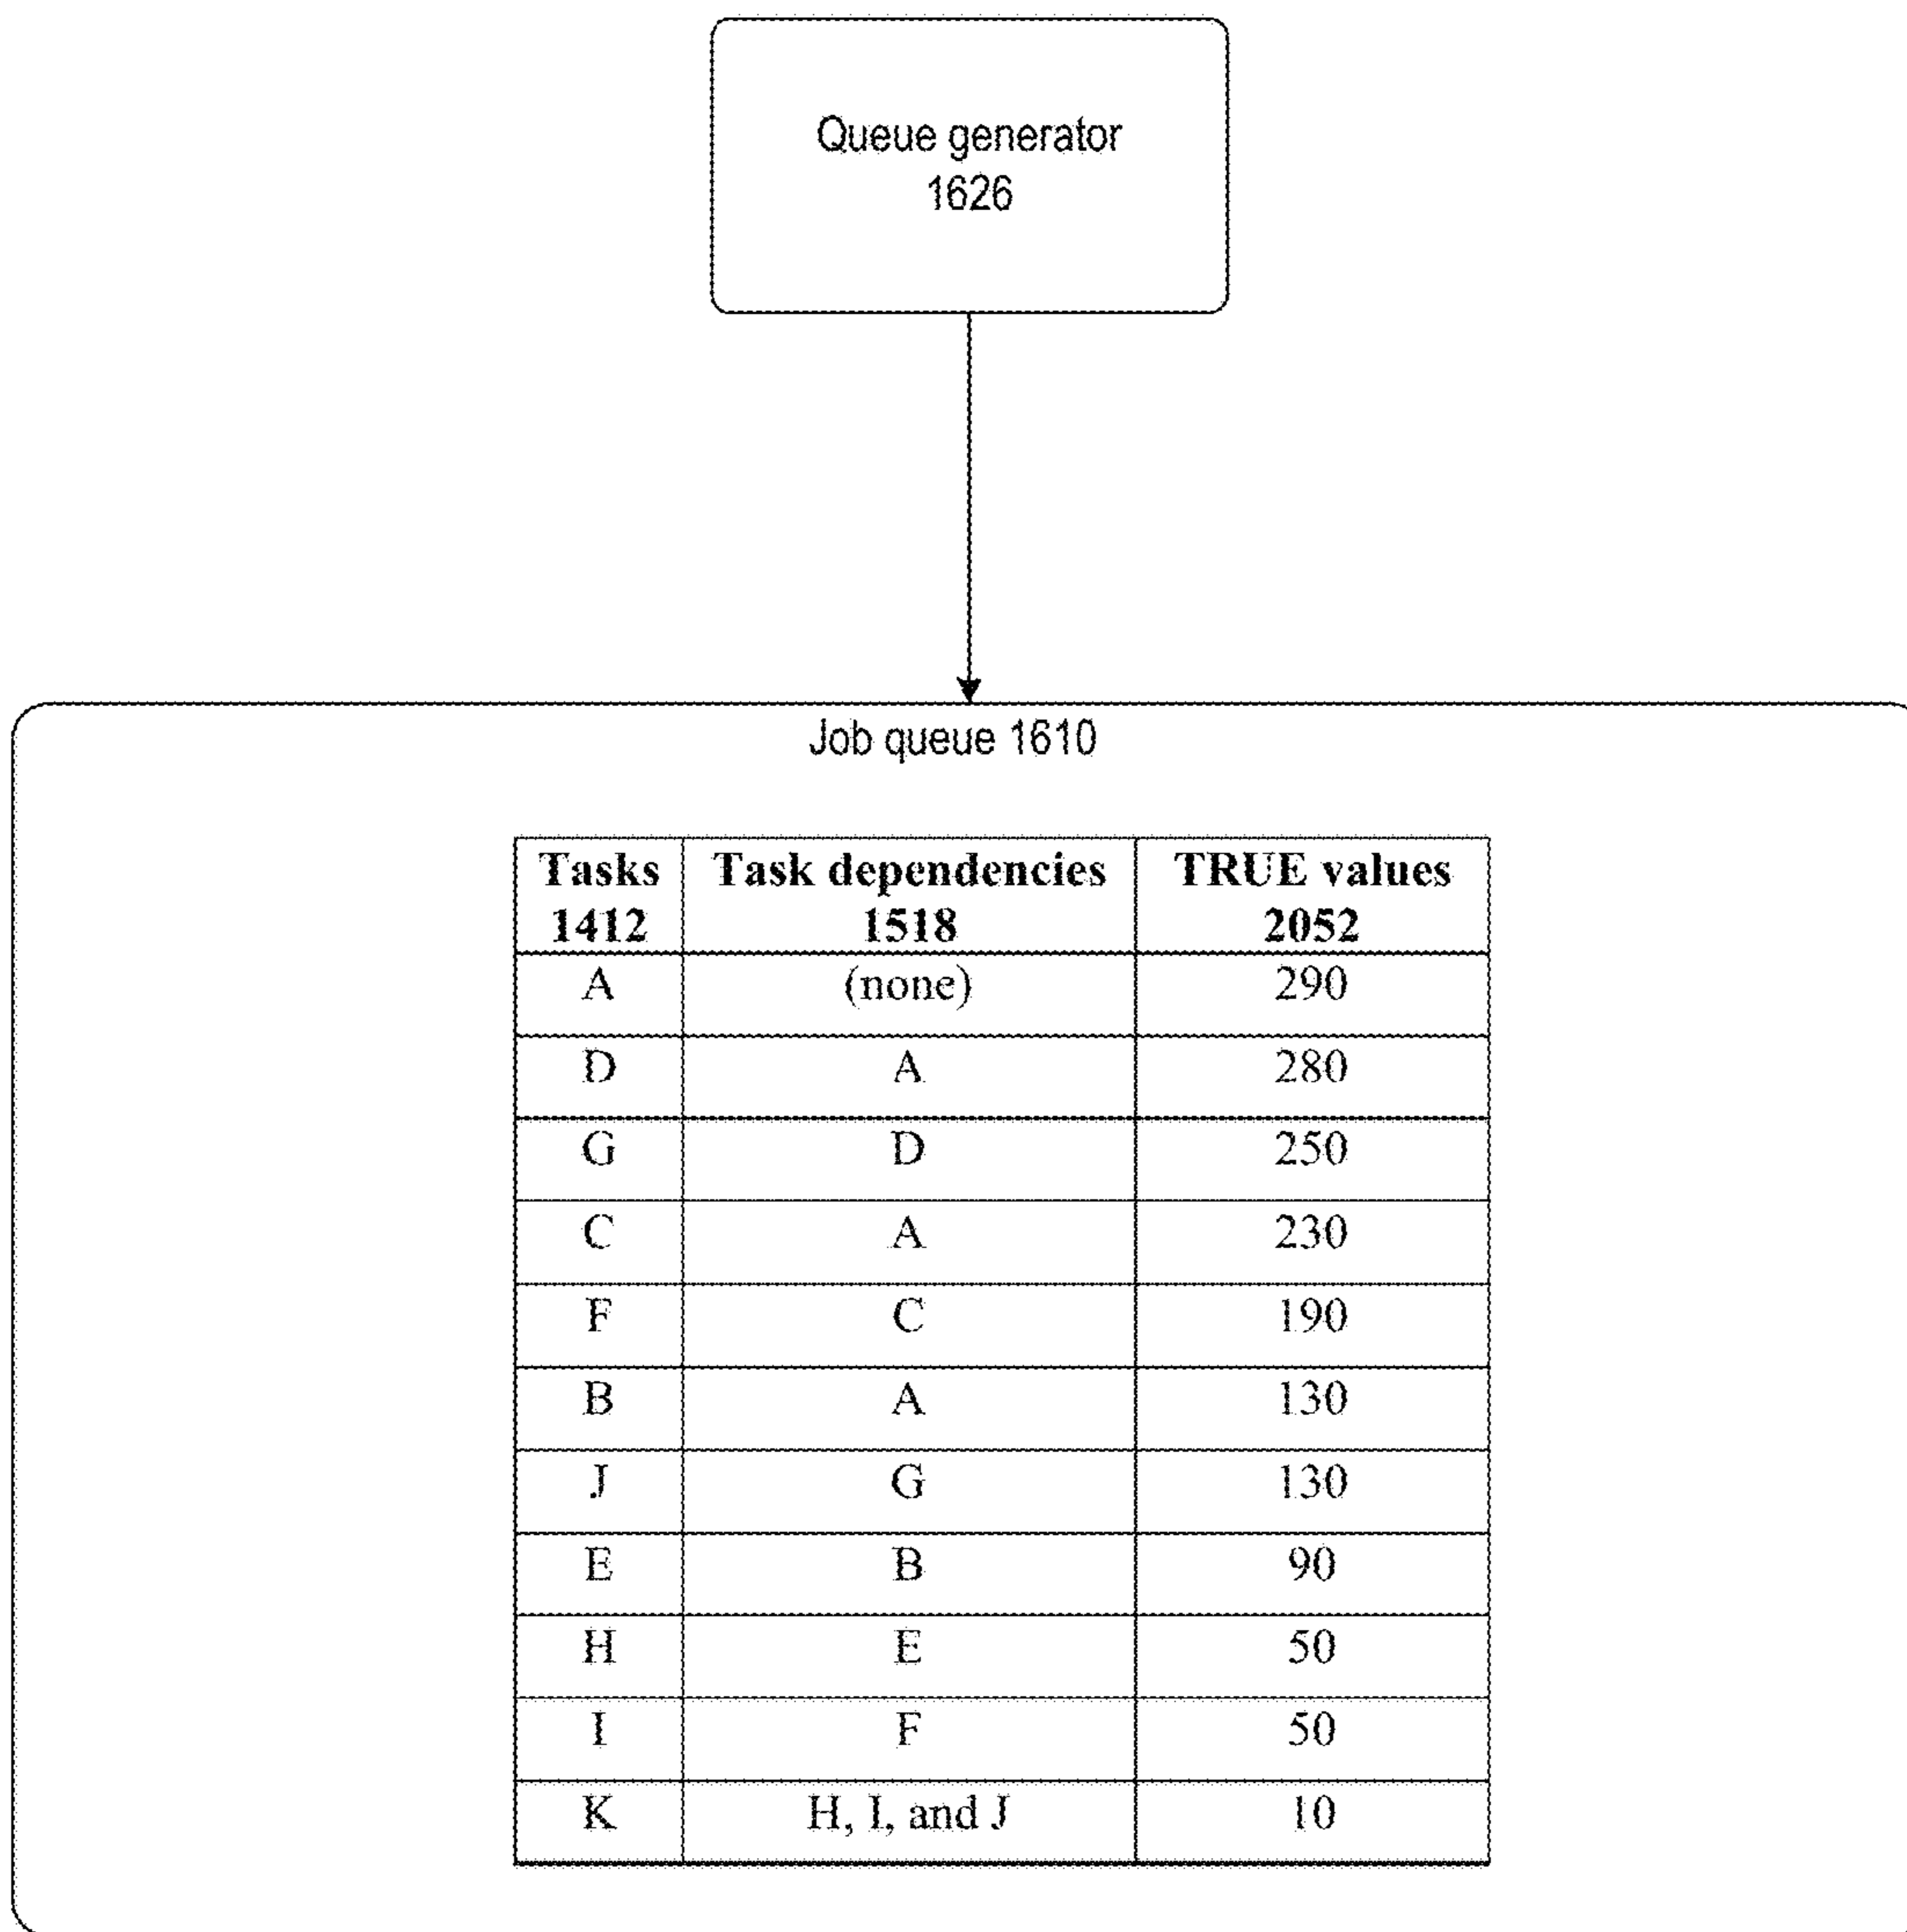 Queue generator
1626
Job queue 1610
Tasks Task dependencies TRUE values
1412 1518 2052
A (none) 290
D A 280
G D 250
C A 230
F C 190
B A 130
J G 130
E B 90
H E 50
I F 50
K H, I, and J 10